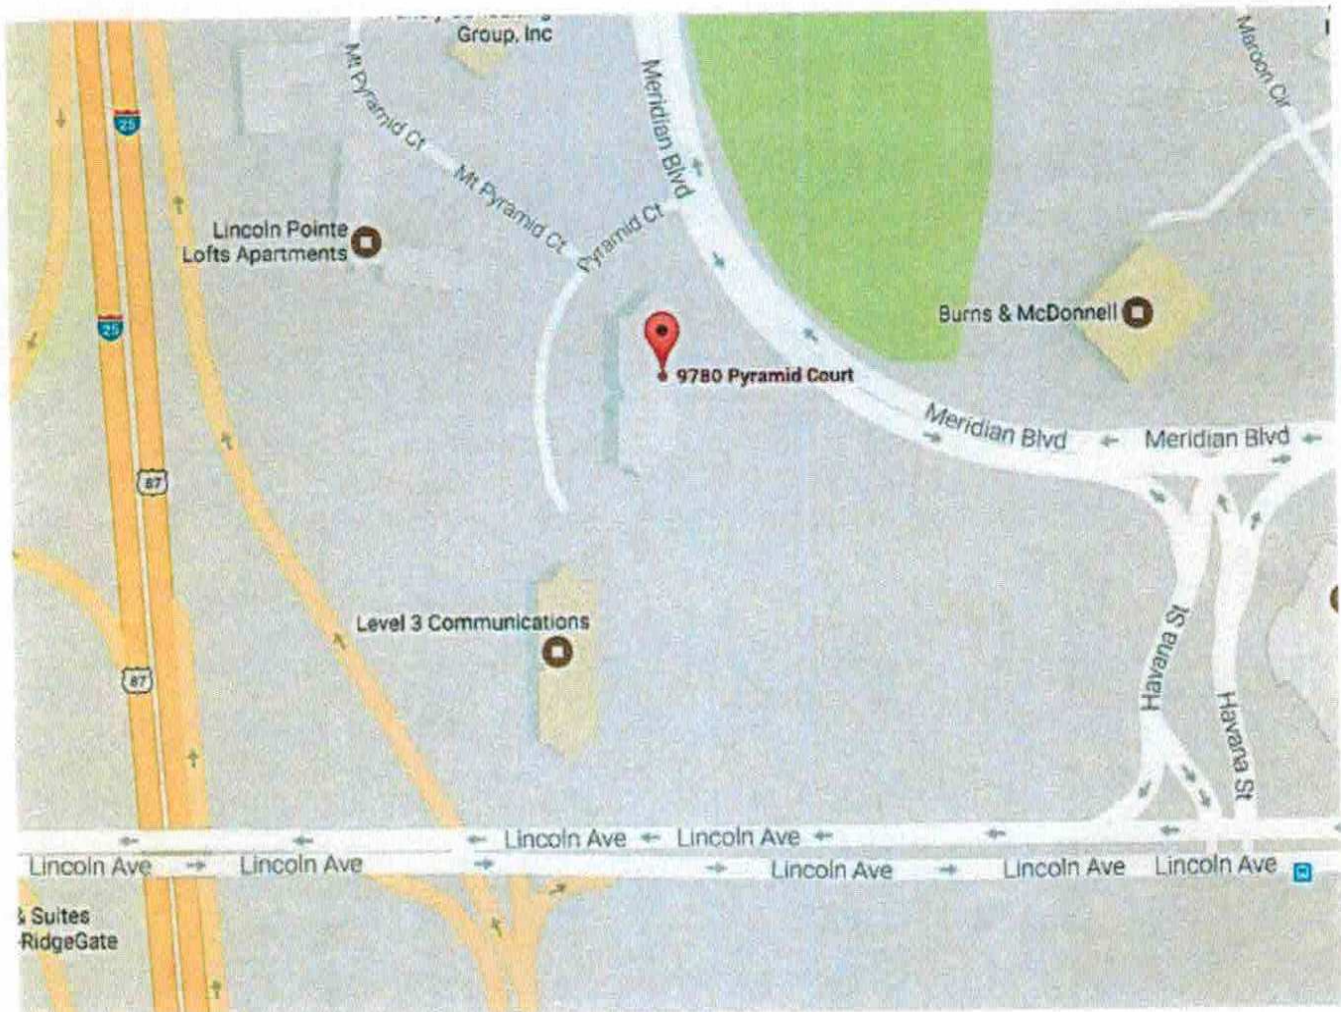 Group, Inc
Maroon Cir
Mt Pyramid Ct
Meridian Blvd
25
Mt Pyramid Ct
Pyramid Ct
Lincoln Pointe
Lofts Apartments
25
Burns & McDonnell
9780 Pyramid Court
Meridian Blvd
Meridian Blvd
87
Level 3 Communications
Havana St
87
Havana St
Lincoln Ave
Lincoln Ave
Lincoln Ave
Lincoln Ave
Lincoln Ave
Lincoln Ave
Lincoln Ave
& Suites
-RidgeGate